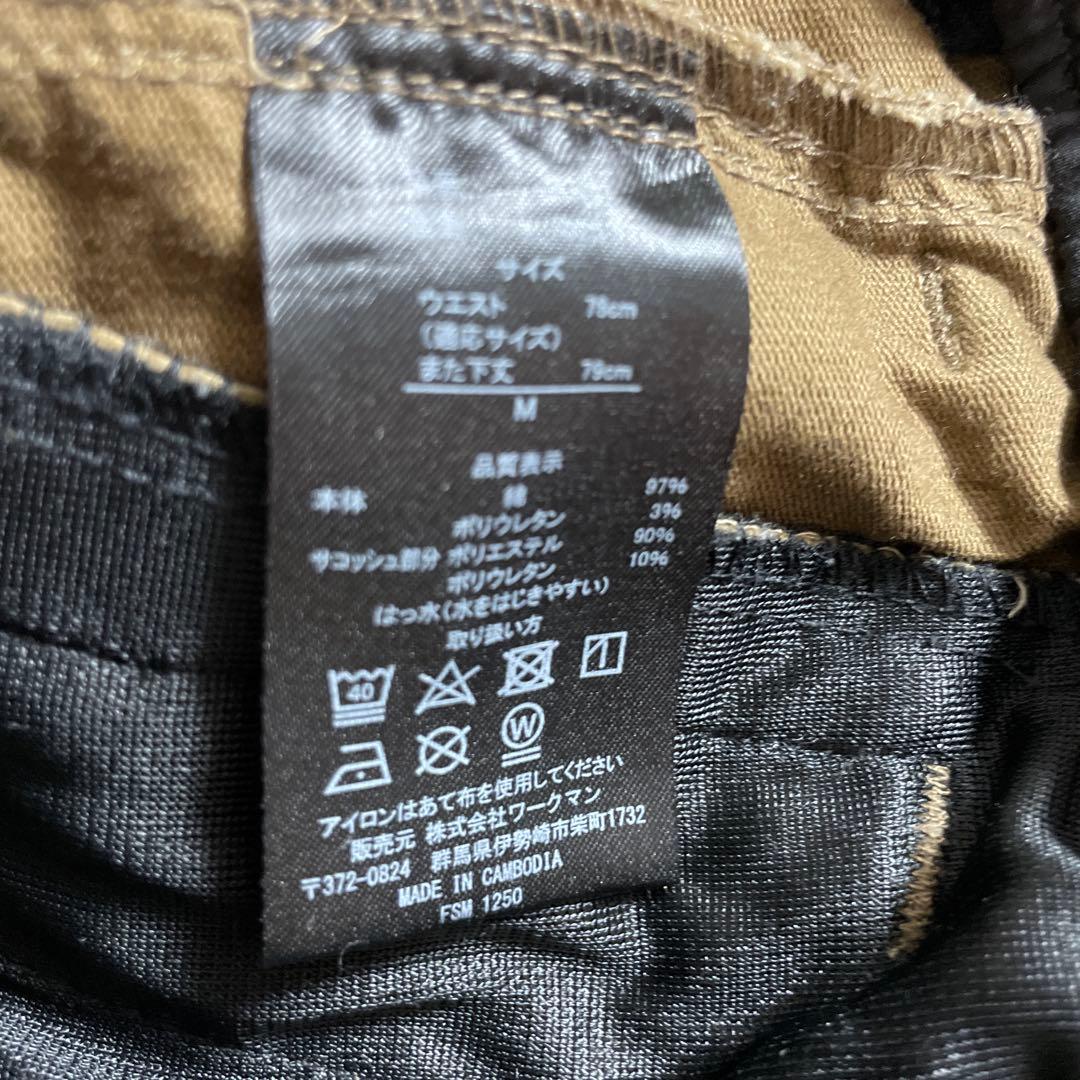 サイズ
ウエスト 79cm
(適応サイズ)
また下丈 79cm
M
品質表示
本体 綿 97%
ポリウレタン 3%
サコッシュ部分 ポリエステル 90%
ポリウレタン 10%
はっ水(水をはじきやすい)
取り扱い方
40
W
アイロンはあて布を使用してください
販売元 株式会社ワークマン
〒372-0824 群馬県伊勢崎市柴町1732
MADE IN CAMBODIA
FSM 1250